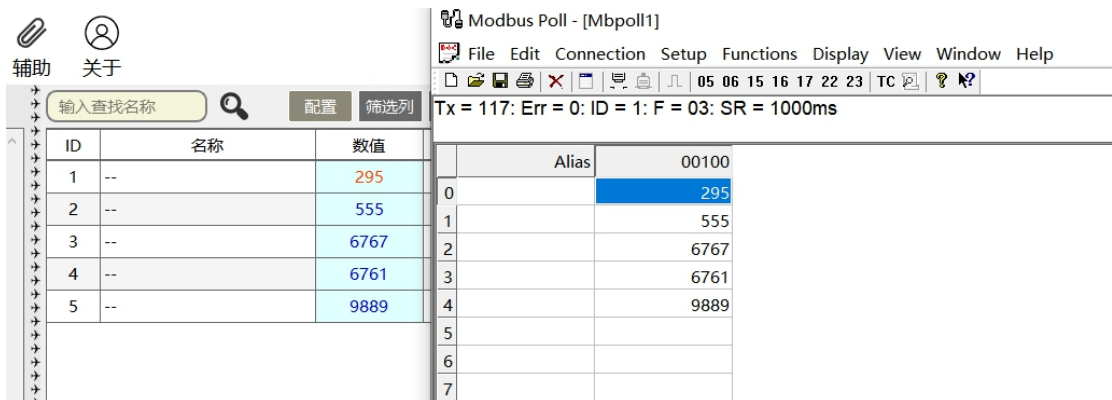 辅助 关于
输入查找名称 配置 筛选列
ID 名称 数值
1 -- 295
2 -- 555
3 -- 6767
4 -- 6761
5 -- 9889
Modbus Poll - [Mbpoll1]
File Edit Connection Setup Functions Display View Window Help
05 06 15 16 17 22 23 TC
Tx = 117: Err = 0: ID = 1: F = 03: SR = 1000ms
Alias 00100
0 295
1 555
2 6767
3 6761
4 9889
5
6
7